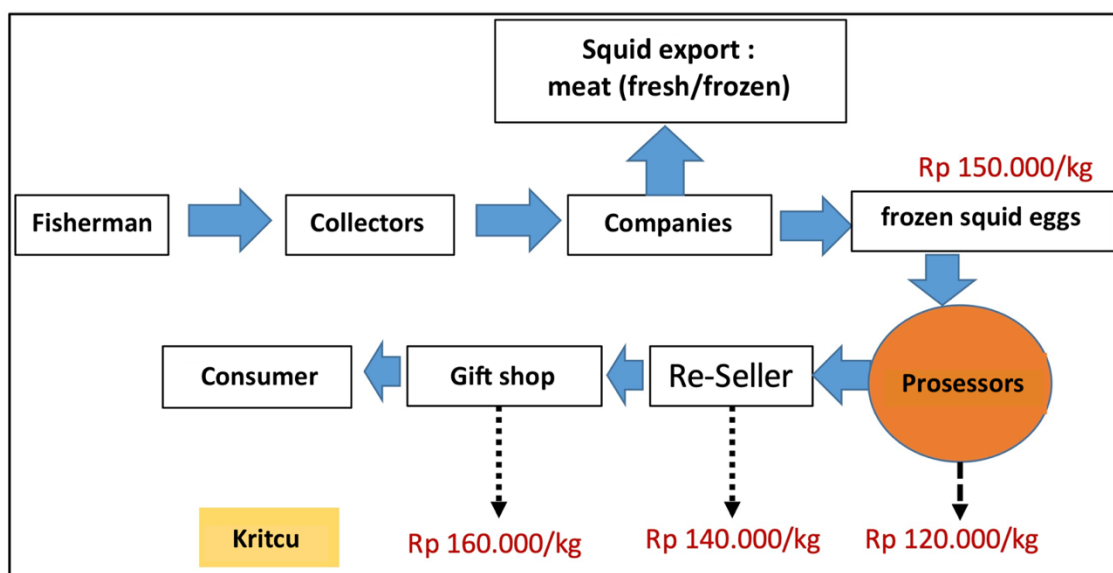 Squid export :
meat (fresh/frozen)
Rp 150.000/kg
Fisherman
Collectors
Companies
frozen squid eggs
Consumer
Gift shop
Re-Seller
Prosessors
Kritcu
Rp 160.000/kg
Rp 140.000/kg
Rp 120.000/kg